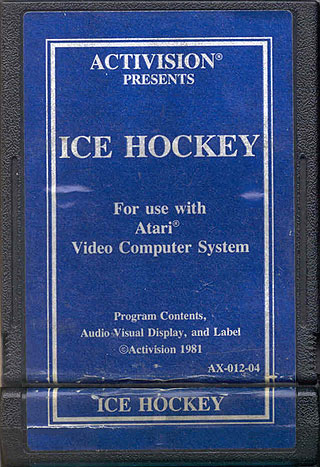 ACTIVISION®
PRESENTS
ICE HOCKEY
For use with
Atari®
Video Computer System
Program Contents,
Audio Visual Display, and Label
©Activision 1981
AX-012-04
ICE HOCKEY